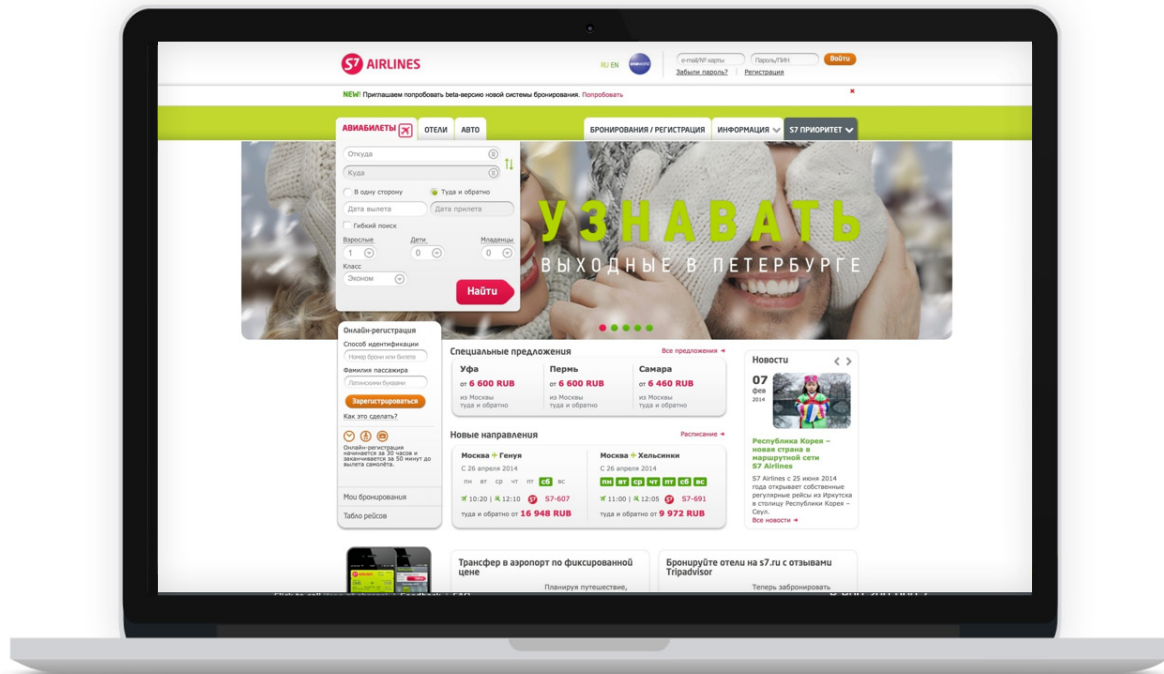 S7 AIRLINES
RU EN
e-mail/№ карты
Пароль/ПИН
Войти
Забыли пароль?
Регистрация
NEW! Приглашаем попробовать beta-версию новой системы бронирования. Попробовать
АВИАБИЛЕТЫ
ОТЕЛИ
АВТО
БРОНИРОВАНИЯ / РЕГИСТРАЦИЯ
ИНФОРМАЦИЯ
S7 ПРИОРИТЕТ
Откуда
Куда
В одну сторону
Туда и обратно
Дата вылета
Дата прилета
Гибкий поиск
Взрослые
Дети
Младенцы
1
0
0
Класс
Эконом
Найти
УЗНАВАТЬ
ВЫХОДНЫЕ В ПЕТЕРБУРГЕ
Онлайн-регистрация
Способ идентификации
Номер брони или билета
Фамилия пассажира
Латинскими буквами
Зарегистрироваться
Как это сделать?
Онлайн-регистрация
начинается за 30 часов и
заканчивается за 50 минут до
вылета самолёта.
Мои бронирования
Табло рейсов
Специальные предложения
Все предложения
Уфа
от 6 600 RUB
из Москвы
туда и обратно
Пермь
от 6 600 RUB
из Москвы
туда и обратно
Самара
от 6 460 RUB
из Москвы
туда и обратно
Новые направления
Расписание
Москва + Генуя
С 26 апреля 2014
пн вт ср чт пт сб вс
10:20 | 12:10 S7 S7-607
туда и обратно от 16 948 RUB
Москва + Хельсинки
С 26 апреля 2014
пн вт ср чт пт сб вс
11:00 | 12:05 S7 S7-691
туда и обратно от 9 972 RUB
Новости
07
фев
2014
Республика Корея –
новая страна в
маршрутной сети
S7 Airlines
S7 Airlines с 25 июня 2014
года открывает собственные
регулярные рейсы из Иркутска
в столицу Республики Корея –
Сеул.
Все новости
Трансфер в аэропорт по фиксированной
цене
Планируя путешествие,
Бронируйте отели на s7.ru с отзывами
Tripadvisor
Теперь забронировать